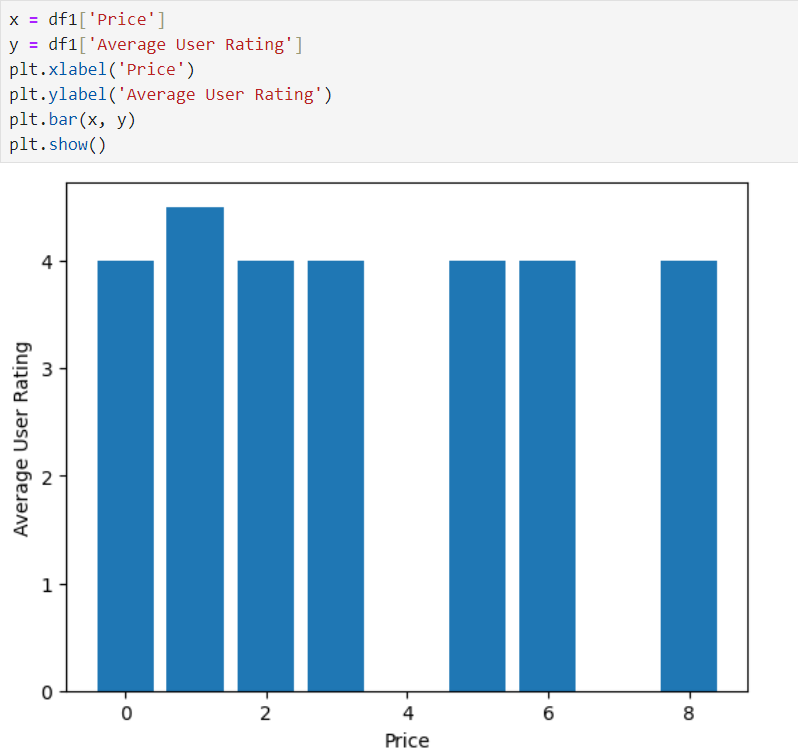 x = df1['Price']
y = df1['Average User Rating']
plt.xlabel('Price')
plt.ylabel('Average User Rating')
plt.bar(x, y)
plt.show()
Average User Rating
4
3
2
1
0
0 2 4 6 8
Price